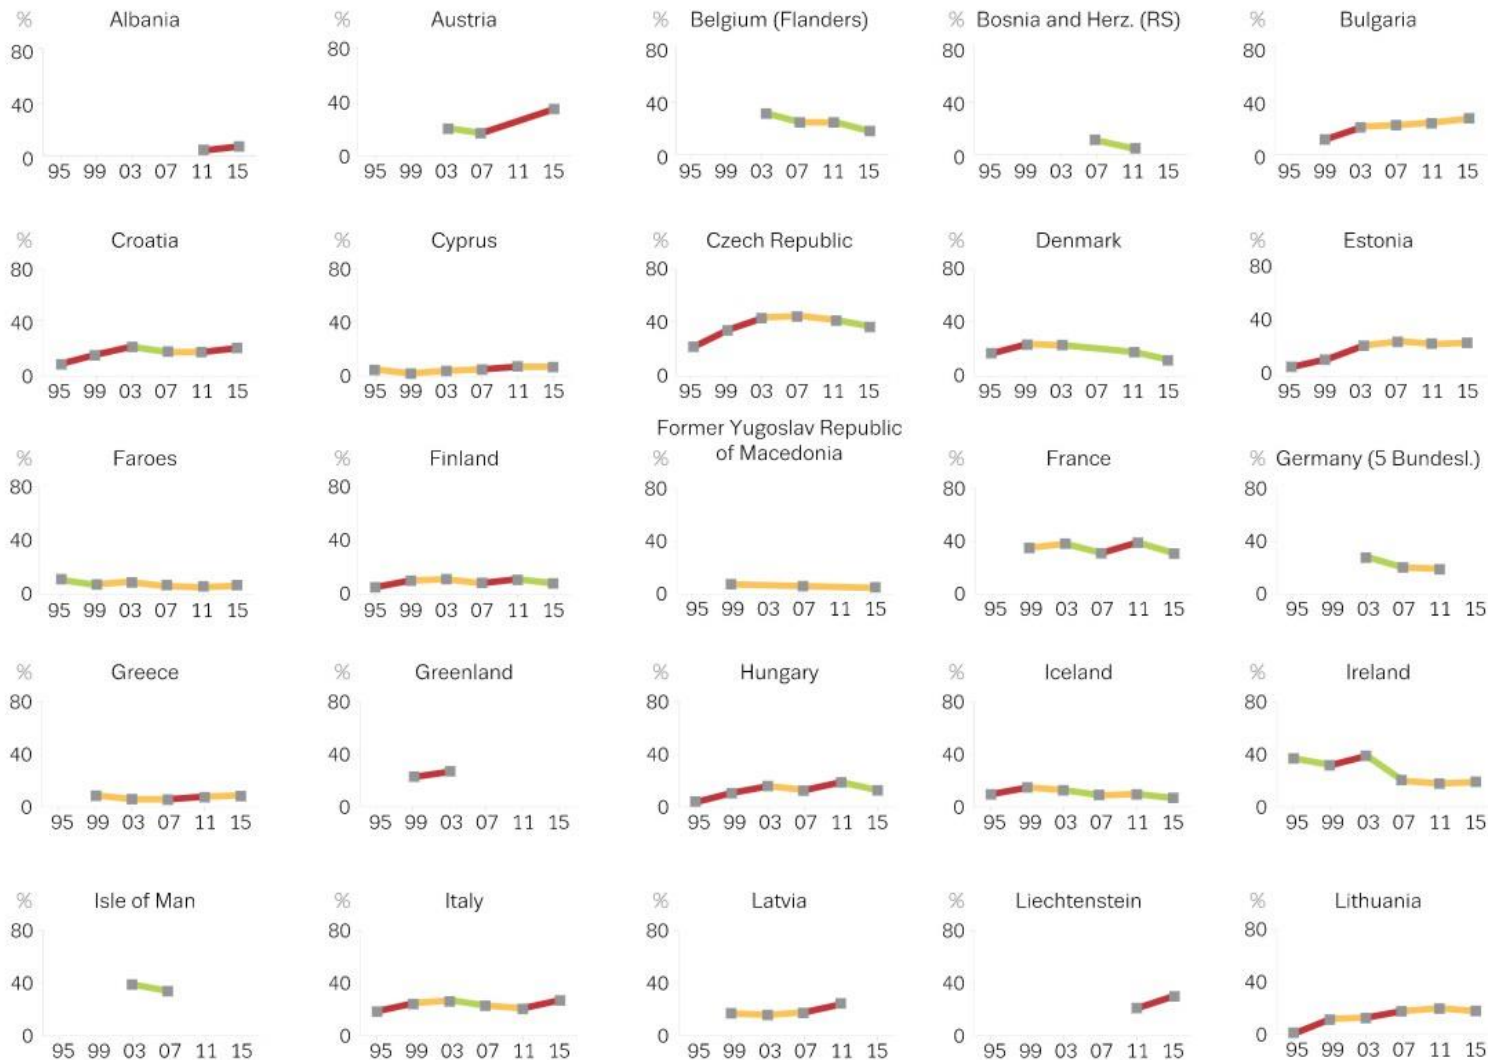 % Albania % Austria % Belgium (Flanders) % Bosnia and Herz. (RS) % Bulgaria
80 80 80 80 80
40 40 40 40 40
0 0 0 0 0
95 99 03 07 11 15 95 99 03 07 11 15 95 99 03 07 11 15 95 99 03 07 11 15 95 99 03 07 11 15
% Croatia % Cyprus % Czech Republic % Denmark % Estonia
80 80 80 80 80
40 40 40 40 40
0 0 0 0 0
95 99 03 07 11 15 95 99 03 07 11 15 95 99 03 07 11 15 95 99 03 07 11 15 95 99 03 07 11 15
Former Yugoslav Republic
% Faroes % Finland % of Macedonia % France % Germany (5 Bundesl.)
80 80 80 80 80
40 40 40 40 40
0 0 0 0 0
95 99 03 07 11 15 95 99 03 07 11 15 95 99 03 07 11 15 95 99 03 07 11 15 95 99 03 07 11 15
% Greece % Greenland % Hungary % Iceland % Ireland
80 80 80 80 80
40 40 40 40 40
0 0 0 0 0
95 99 03 07 11 15 95 99 03 07 11 15 95 99 03 07 11 15 95 99 03 07 11 15 95 99 03 07 11 15
% Isle of Man % Italy % Latvia % Liechtenstein % Lithuania
80 80 80 80 80
40 40 40 40 40
0 0 0 0 0
95 99 03 07 11 15 95 99 03 07 11 15 95 99 03 07 11 15 95 99 03 07 11 15 95 99 03 07 11 15